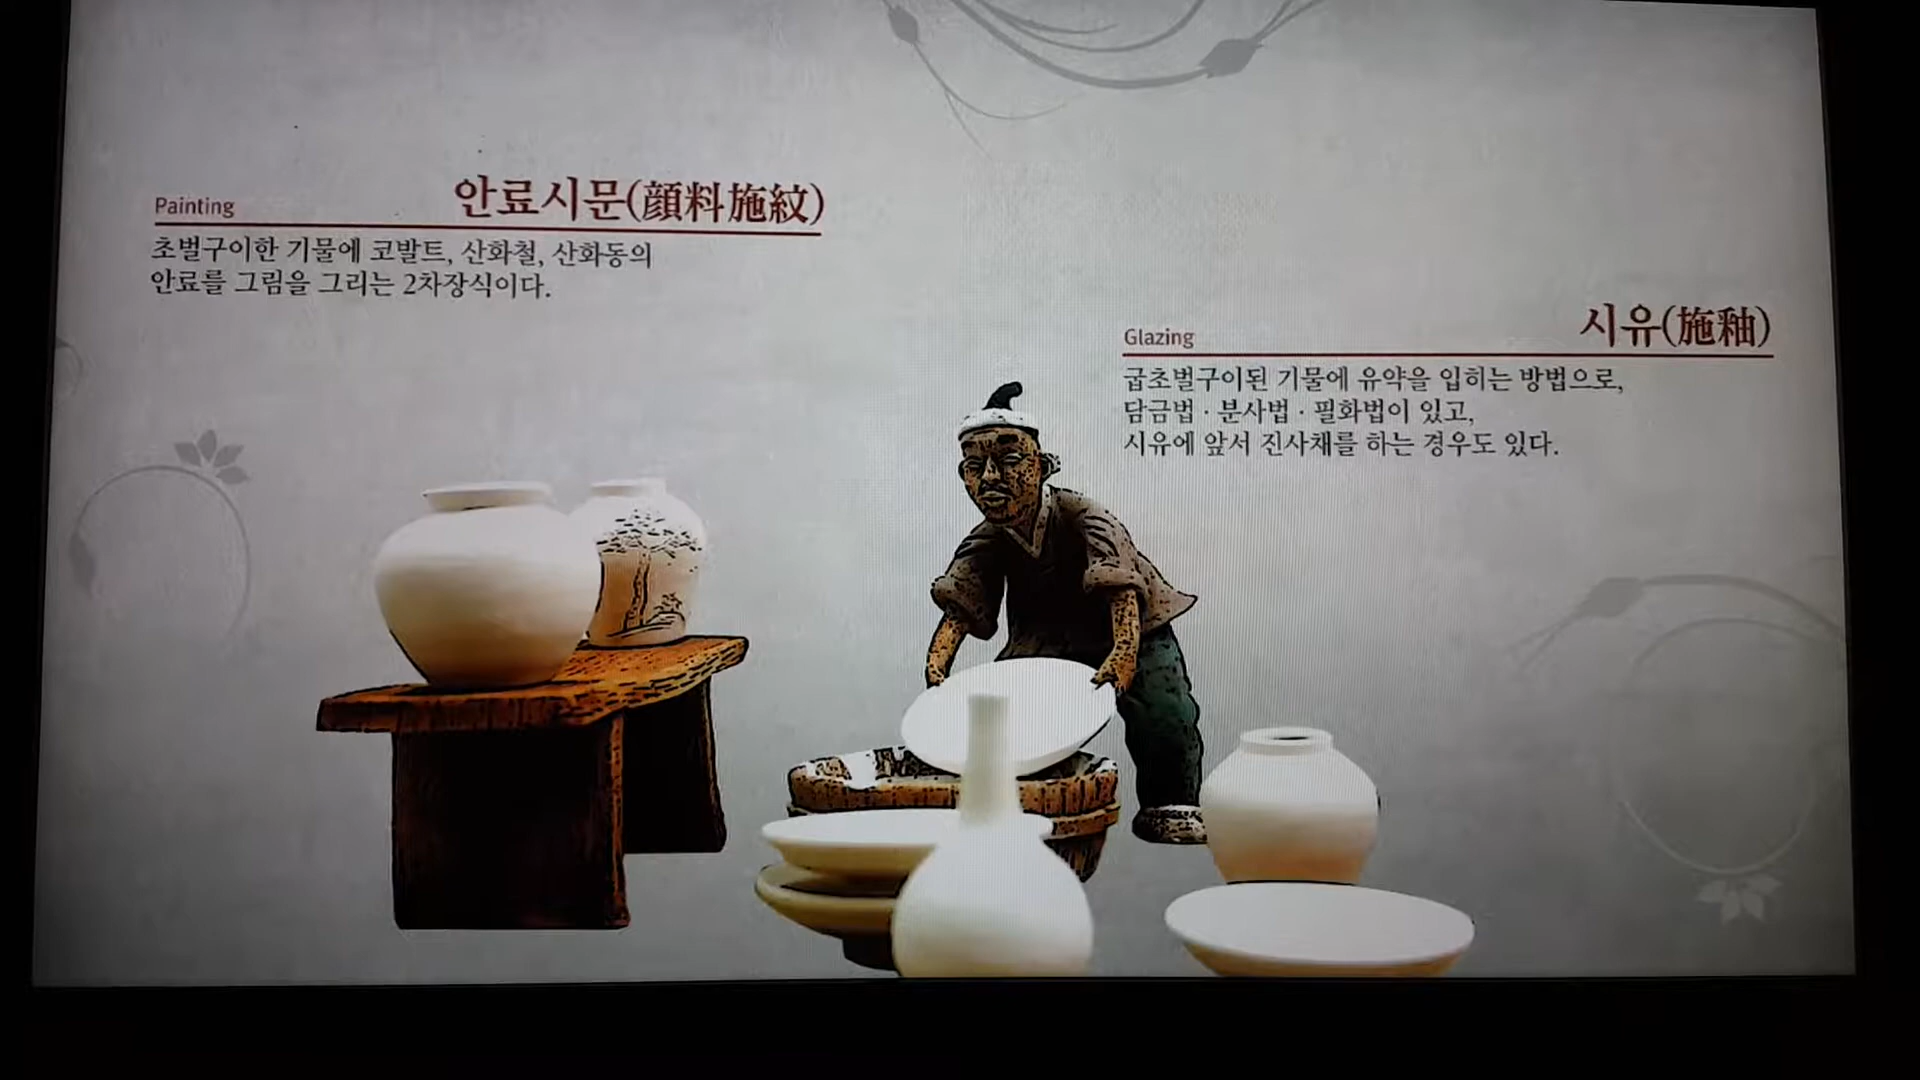 Painting 안료시문(顔料施紋)
초벌구이한 기물에 코발트, 산화철, 산화동의
안료를 그림을 그리는 2차장식이다.
Glazing 시유(施釉)
굽초벌구이된 기물에 유약을 입히는 방법으로,
담금법 · 분사법 · 필화법이 있고,
시유에 앞서 진사채를 하는 경우도 있다.